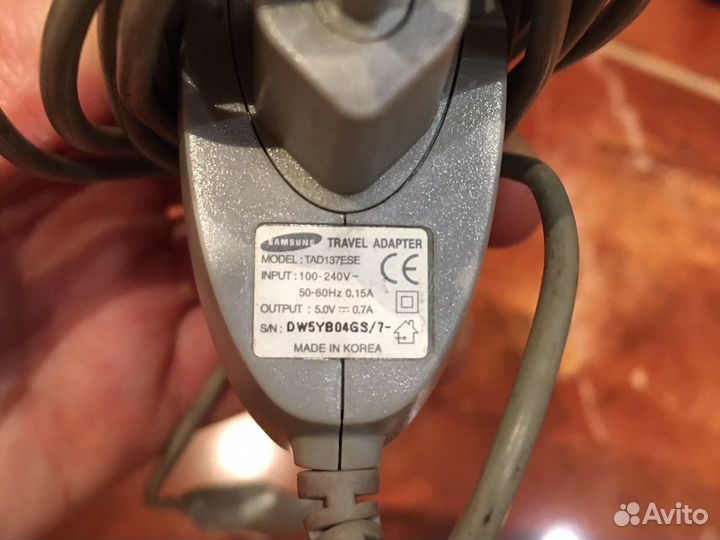 SAMSUNG TRAVEL ADAPTER
MODEL : TAD137ESE
INPUT : 100-240V~
50-60Hz 0.15A
OUTPUT : 5.0V⎓0.7A
S/N : DW5YB04GS/7-
MADE IN KOREA
CE
Avito